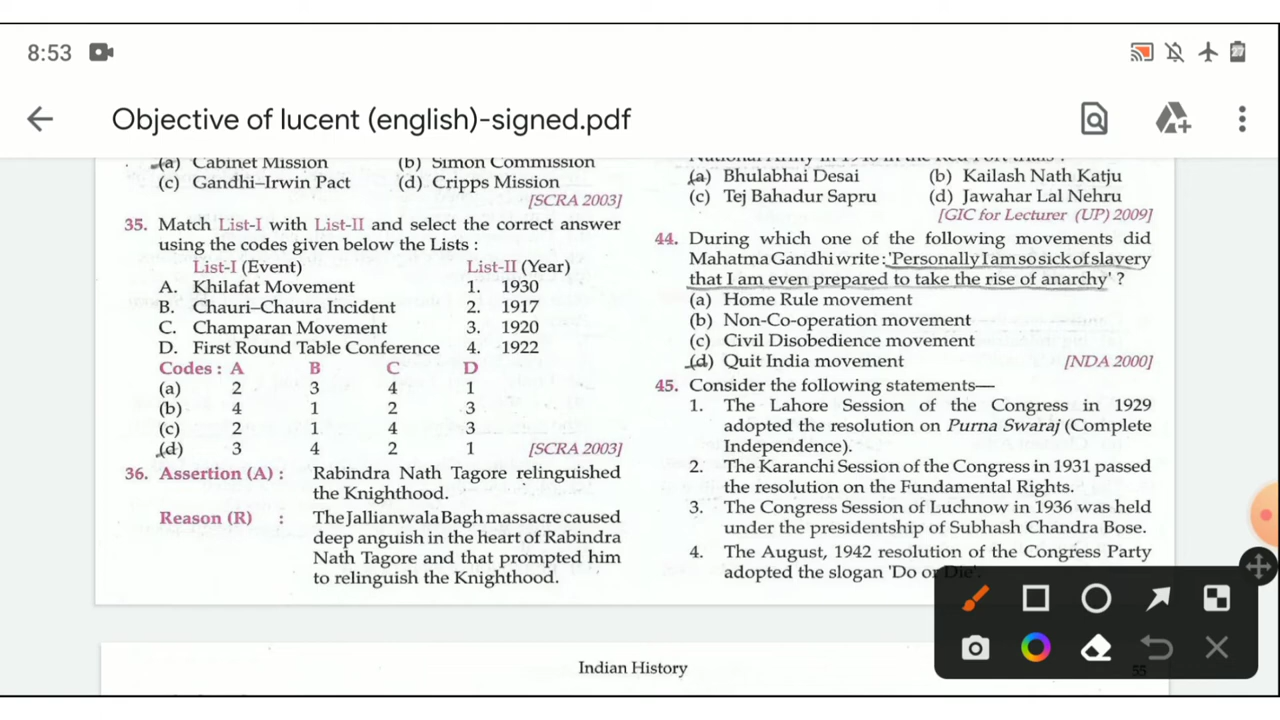 8:53
27
Objective of lucent (english)-signed.pdf
(a) Cabinet Mission (b) Simon Commission
(c) Gandhi–Irwin Pact (d) Cripps Mission
[SCRA 2003]
35. Match List-I with List-II and select the correct answer
using the codes given below the Lists :
List-I (Event) List-II (Year)
A. Khilafat Movement 1. 1930
B. Chauri–Chaura Incident 2. 1917
C. Champaran Movement 3. 1920
D. First Round Table Conference 4. 1922
Codes : A B C D
(a) 2 3 4 1
(b) 4 1 2 3
(c) 2 1 4 3
(d) 3 4 2 1 [SCRA 2003]
36. Assertion (A) : Rabindra Nath Tagore relinguished
the Knighthood.
Reason (R) : The Jallianwala Bagh massacre caused
deep anguish in the heart of Rabindra
Nath Tagore and that prompted him
to relinguish the Knighthood.
National Army in 1946 in the Red Fort trials ?
(a) Bhulabhai Desai (b) Kailash Nath Katju
(c) Tej Bahadur Sapru (d) Jawahar Lal Nehru
[GIC for Lecturer (UP) 2009]
44. During which one of the following movements did
Mahatma Gandhi write : 'Personally I am so sick of slavery
that I am even prepared to take the rise of anarchy' ?
(a) Home Rule movement
(b) Non-Co-operation movement
(c) Civil Disobedience movement
(d) Quit India movement [NDA 2000]
45. Consider the following statements—
1. The Lahore Session of the Congress in 1929
adopted the resolution on Purna Swaraj (Complete
Independence).
2. The Karanchi Session of the Congress in 1931 passed
the resolution on the Fundamental Rights.
3. The Congress Session of Luchnow in 1936 was held
under the presidentship of Subhash Chandra Bose.
4. The August, 1942 resolution of the Congress Party
adopted the slogan 'Do or Die'.
Indian History
55